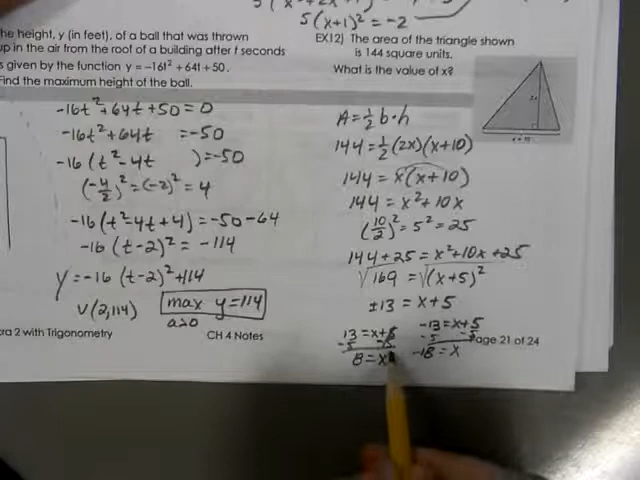 5(x+1)² = -2
he height, y (in feet), of a ball that was thrown
up in the air from the roof of a building after t seconds
s given by the function y = -16t² + 64t + 50.
Find the maximum height of the ball.
-16t² + 64t + 50 = 0
-16t² + 64t = -50
-16(t² - 4t ) = -50
(-4/2)² = (-2)² = 4
-16(t² - 4t + 4) = -50 - 64
-16(t - 2)² = -114
y = -16(t - 2)² + 114
V(2,114)
max y = 114
a>0
ra 2 with Trigonometry
CH 4 Notes
EX12) The area of the triangle shown
is 144 square units.
What is the value of x?
2x
x + 10
A = ½ b·h
144 = ½(2x)(x+10)
144 = x(x+10)
144 = x² + 10x
(10/2)² = 5² = 25
144 + 25 = x² + 10x + 25
√169 = √(x+5)²
±13 = x + 5
13 = x + 5
-5 -5
8 = x
-13 = x + 5
-5 -5
-18 = x
Page 21 of 24